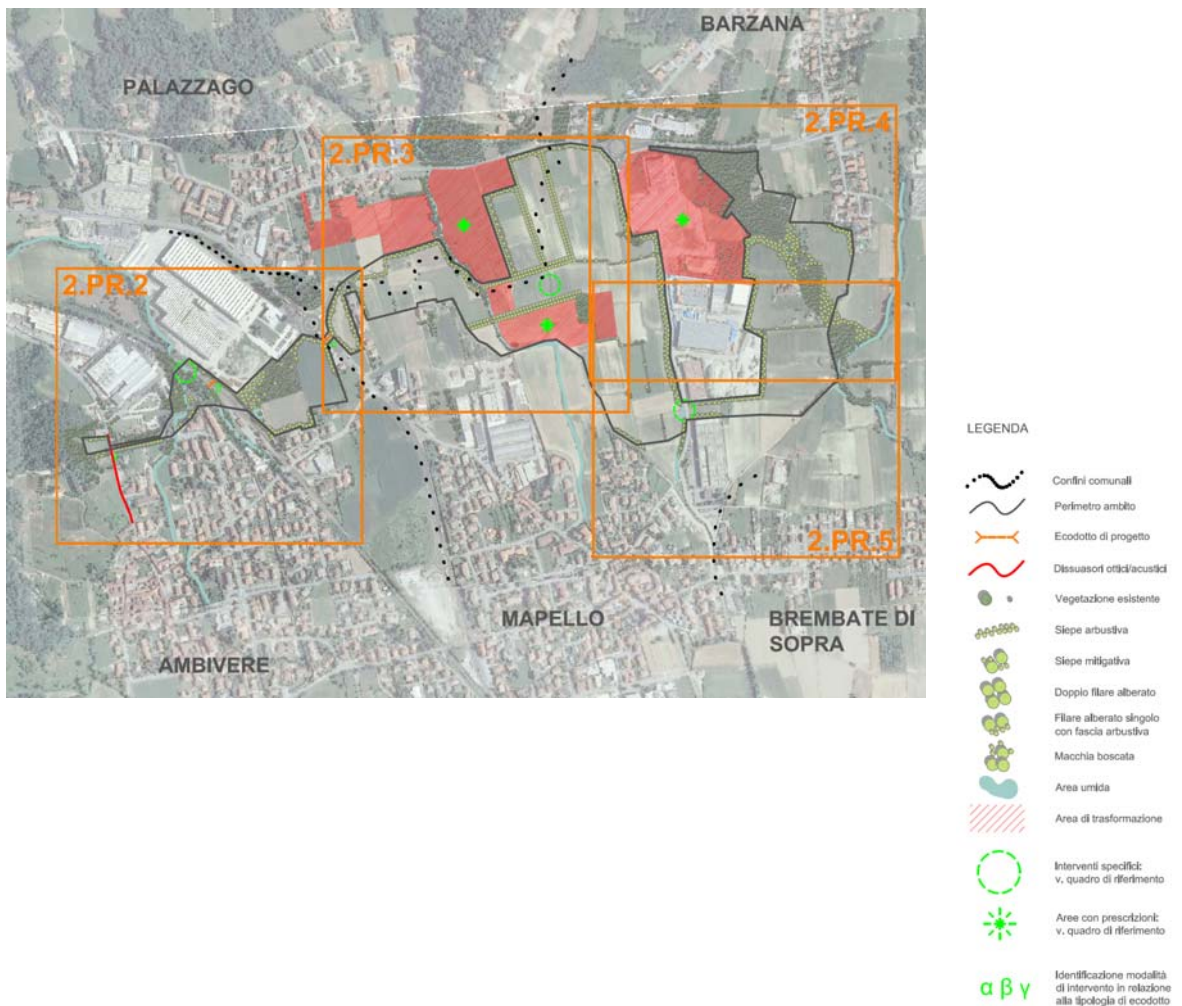 BARZANA
PALAZZAGO
2.PR.4
2.PR.3
2.PR.2
2.PR.5
MAPELLO
BREMBATE DI
SOPRA
AMBIVERE
LEGENDA
Confini comunali
Perimetro ambito
Ecodotto di progetto
Dissuasori ottici/acustici
Vegetazione esistente
Siepe arbustiva
Siepe mitigativa
Doppio filare alberato
Filare alberato singolo
con fascia arbustiva
Macchia boscata
Area umida
Area di trasformazione
Interventi specifici:
v. quadro di riferimento
Aree con prescrizioni:
v. quadro di riferimento
α β γ
Identificazione modalità
di intervento in relazione
alla tipologia di ecodotto